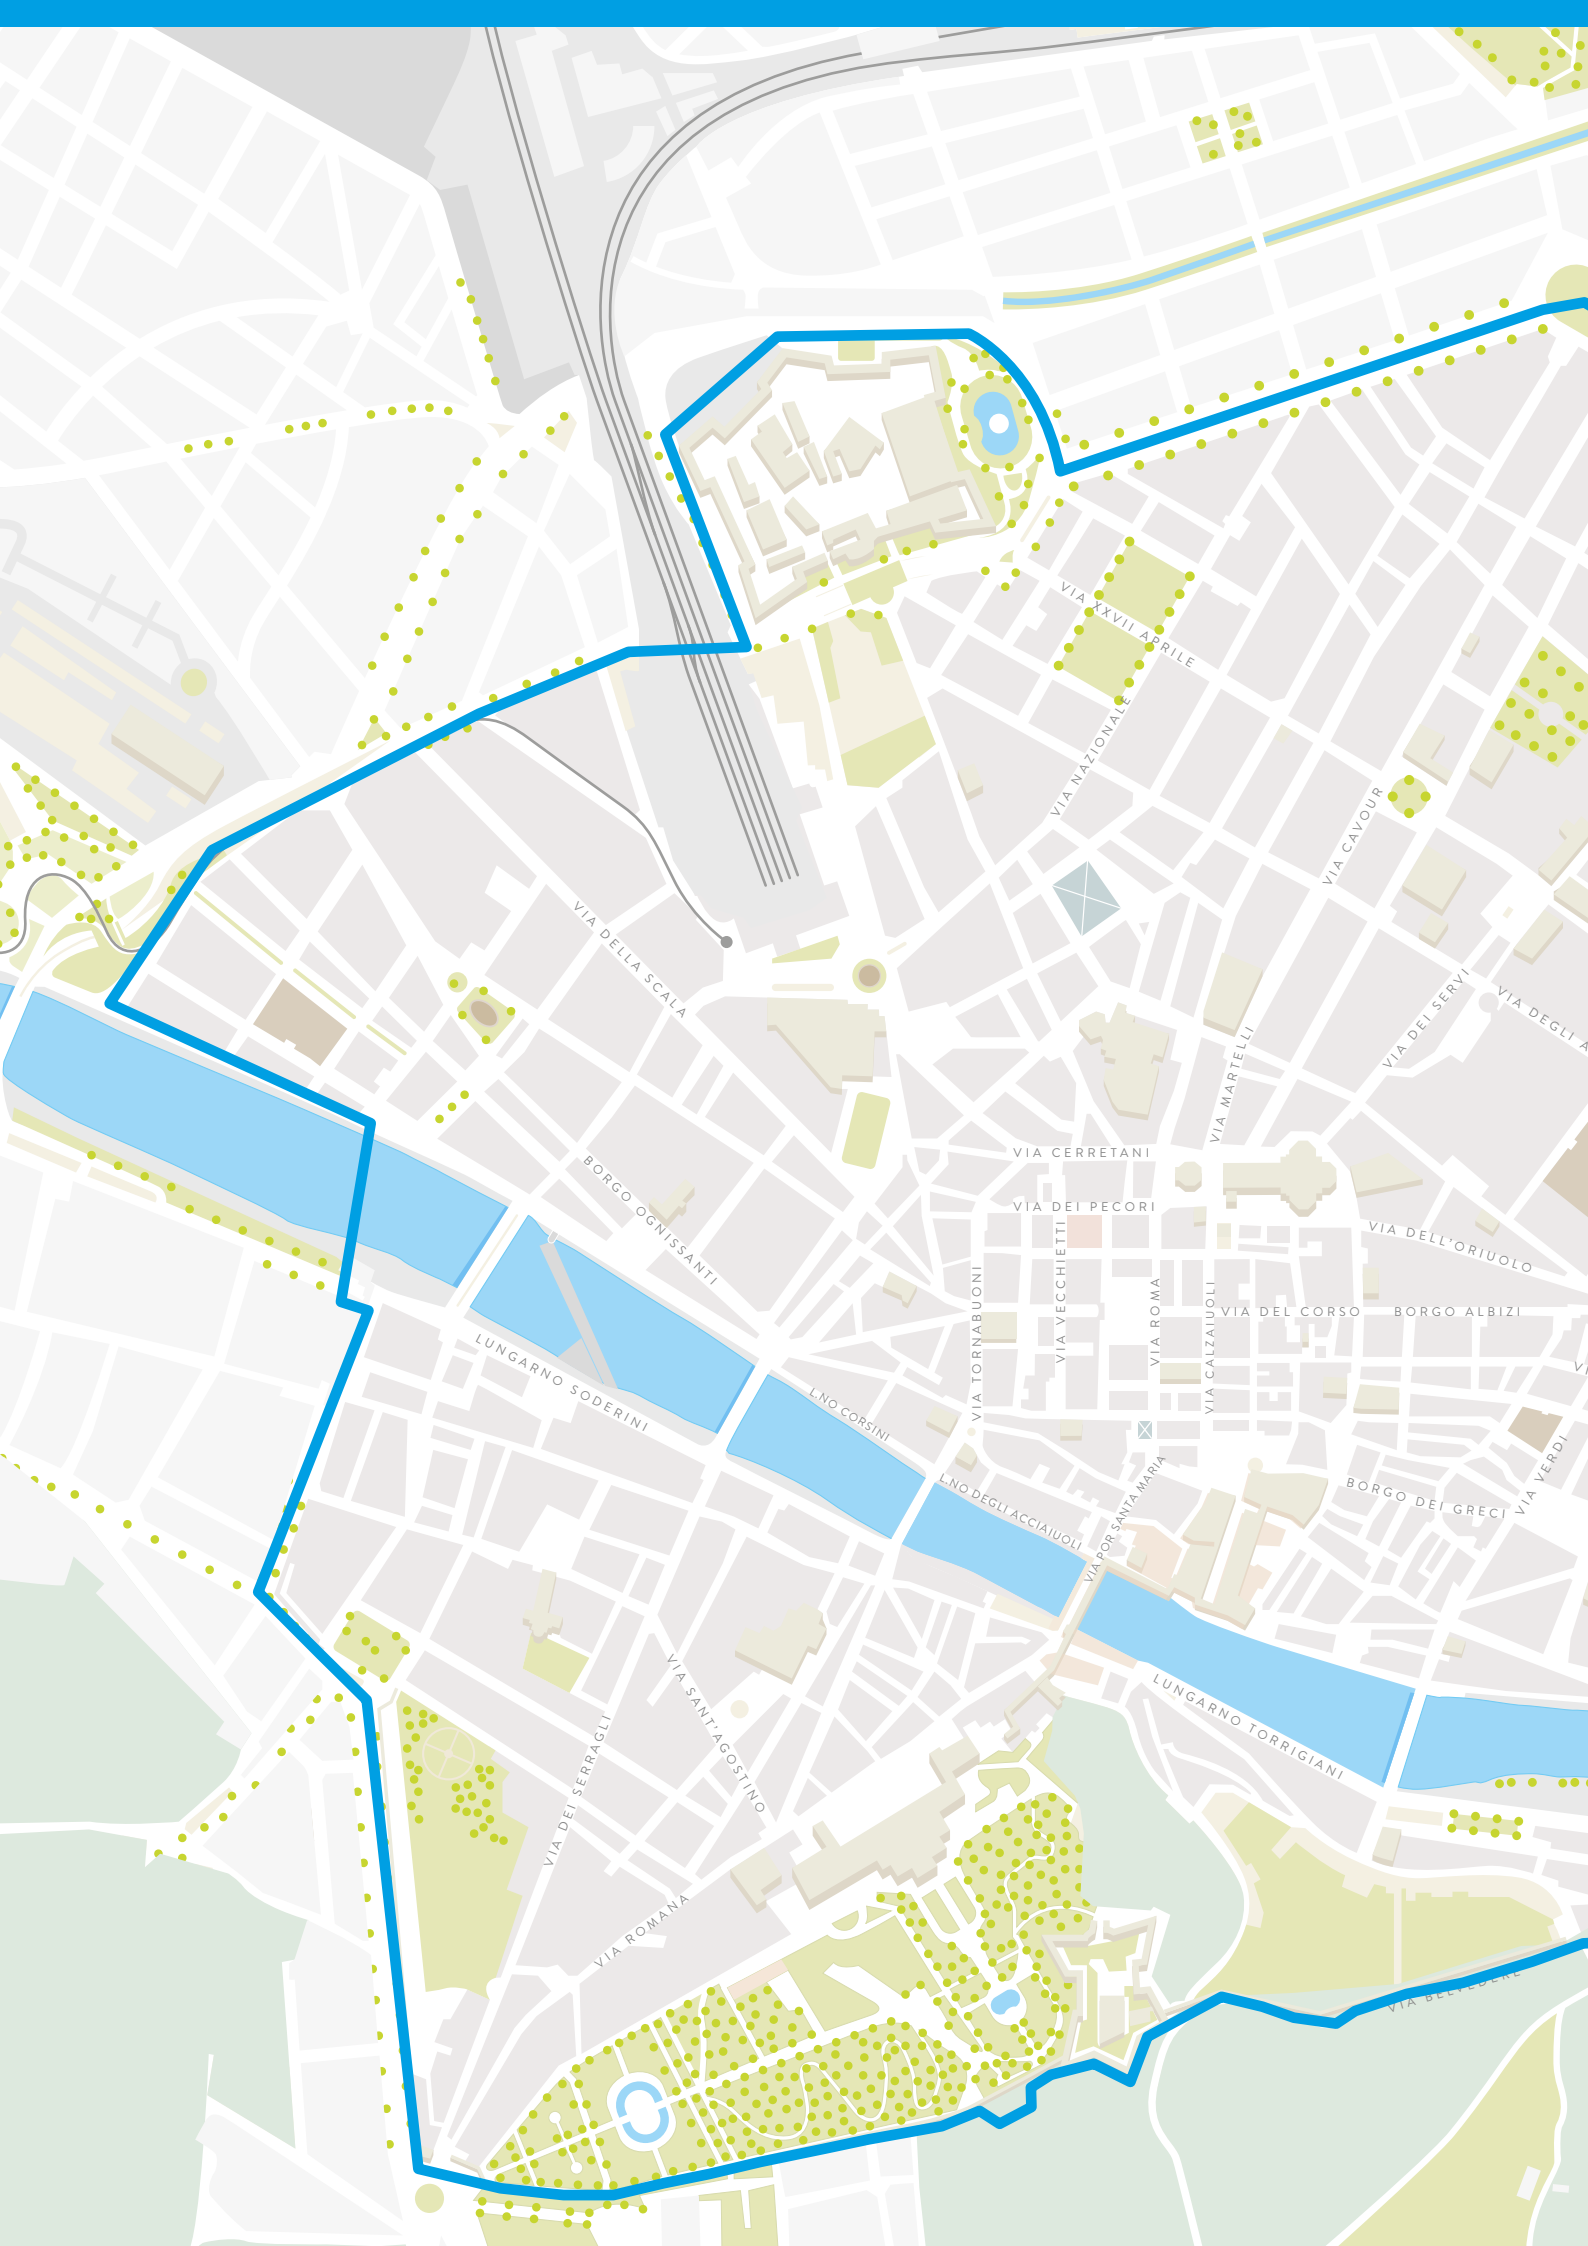 VIA XXVII APRILE
VIA NAZIONALE
VIA CAVOUR
VIA DELLA SCALA
VIA DEI SERVI
VIA DEGLI A
VIA MARTELLI
VIA CERRETANI
BORGO OGNISSANTI
VIA DEI PECORI
VIA DELL'ORIUOLO
VIA TORNABUONI
VIA VECCHIETTI
VIA ROMA
VIA CALZAIUOLI
VIA DEL CORSO
BORGO ALBIZI
LUNGARNO SODERINI
L.NO CORSINI
VI
VIA VERDI
L.NO DEGLI ACCIAIUOLI
VIA POR SANTA MARIA
BORGO DEI GRECI
VIA SANT'AGOSTINO
LUNGARNO TORRIGIANI
VIA DEI SERRAGLI
VIA ROMANA
VIA BELVEDERE